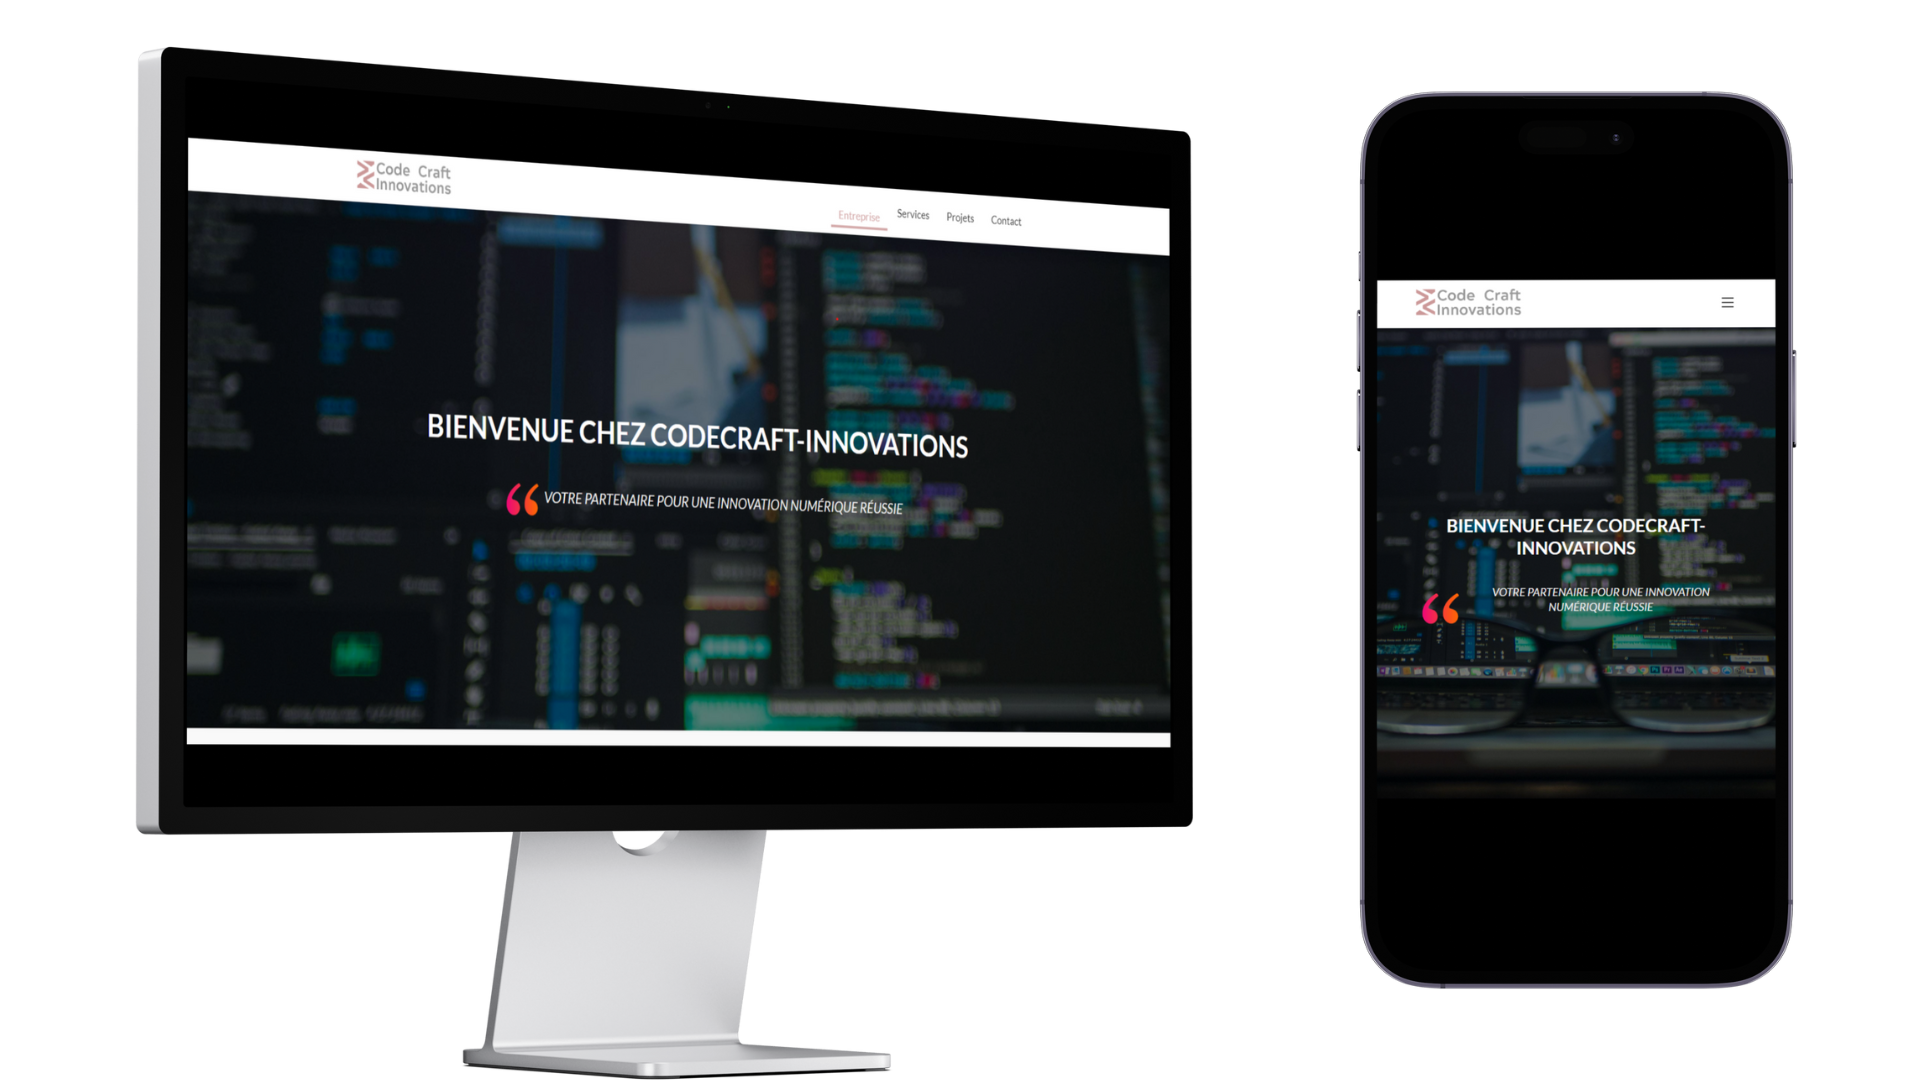 Code Craft
Innovations
Entreprise Services Projets Contact
BIENVENUE CHEZ CODECRAFT-INNOVATIONS
VOTRE PARTENAIRE POUR UNE INNOVATION NUMÉRIQUE RÉUSSIE
Code Craft
Innovations
BIENVENUE CHEZ CODECRAFT-
INNOVATIONS
VOTRE PARTENAIRE POUR UNE INNOVATION
NUMÉRIQUE RÉUSSIE